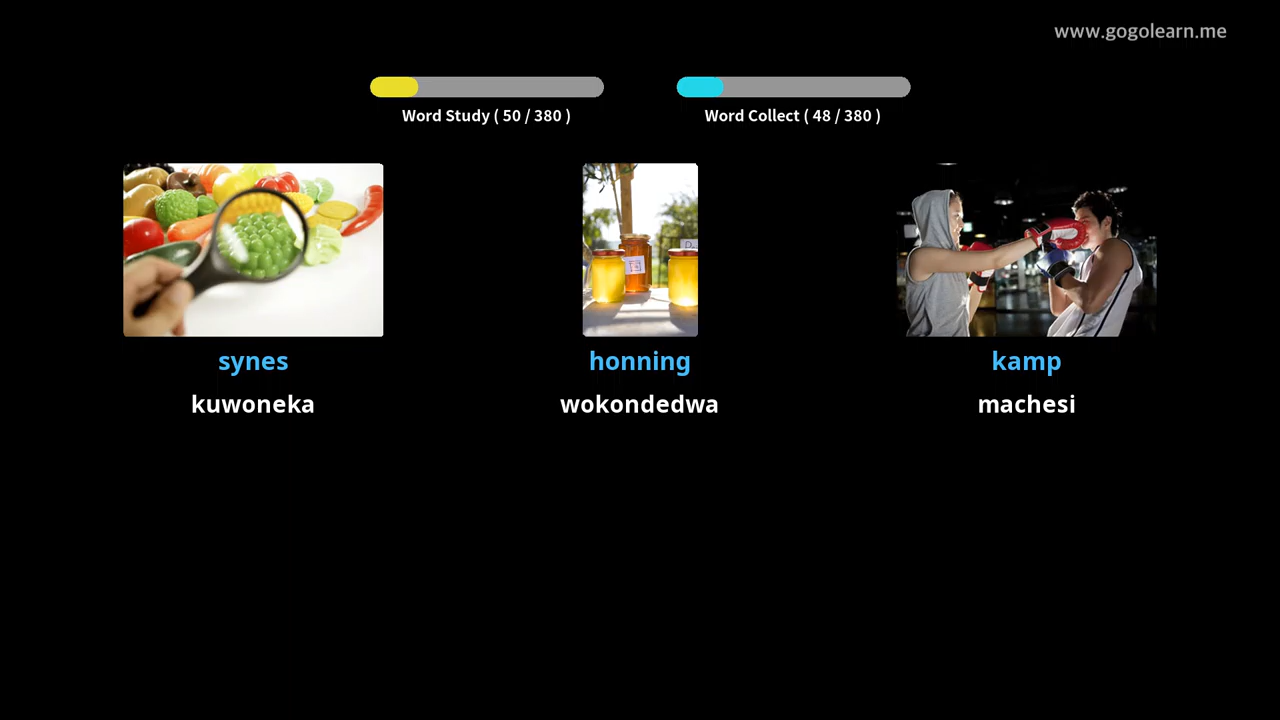 www.gogolearn.me
Word Study ( 50 / 380 )
Word Collect ( 48 / 380 )
synes
honning
kamp
kuwoneka
wokondedwa
machesi